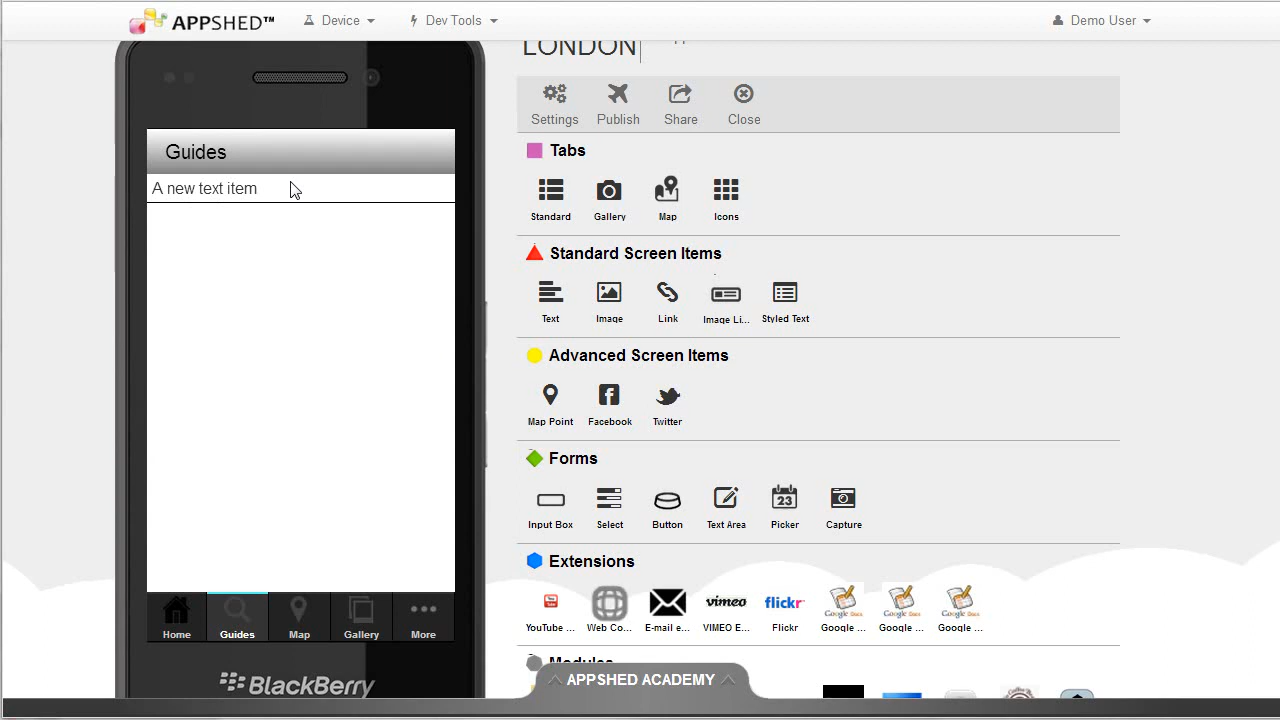 APPSHED™
Device
Dev Tools
Demo User
LONDON
Settings
Publish
Share
Close
Guides
A new text item
Tabs
Standard
Gallery
Map
Icons
Standard Screen Items
Text
Image
Link
Image Li...
Styled Text
Advanced Screen Items
Map Point
Facebook
Twitter
Forms
23
Input Box
Select
Button
Text Area
Picker
Capture
Extensions
vimeo
flickr
YouTube ...
Web Co...
E-mail e...
VIMEO E...
Flickr
Google ...
Google ...
Google ...
Home
Guides
Map
Gallery
More
Modules
APPSHED ACADEMY
BlackBerry